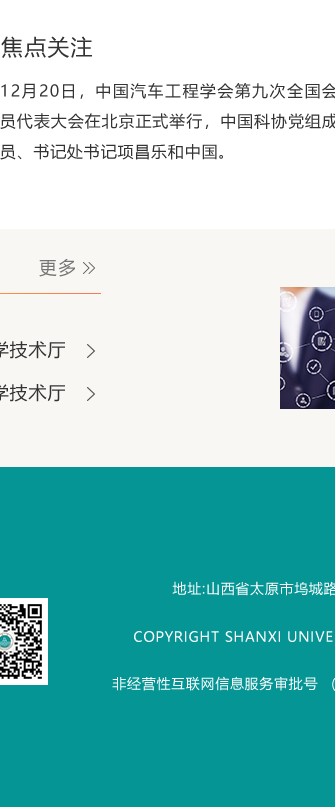 焦点关注
12月20日，中国汽车工程学会第九次全国会
员代表大会在北京正式举行，中国科协党组成
员、书记处书记项昌乐和中国。
更多
学技术厅
学技术厅
地址:山西省太原市坞城路
COPYRIGHT SHANXI UNIVE
非经营性互联网信息服务审批号 （